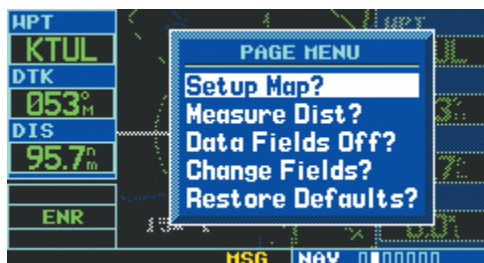 WPT
KTUL
DTK
053°M
DIS
95.7nm
ENR
PAGE MENU
Setup Map?
Measure Dist?
Data Fields Off?
Change Fields?
Restore Defaults?
WPT
MSG
NAV